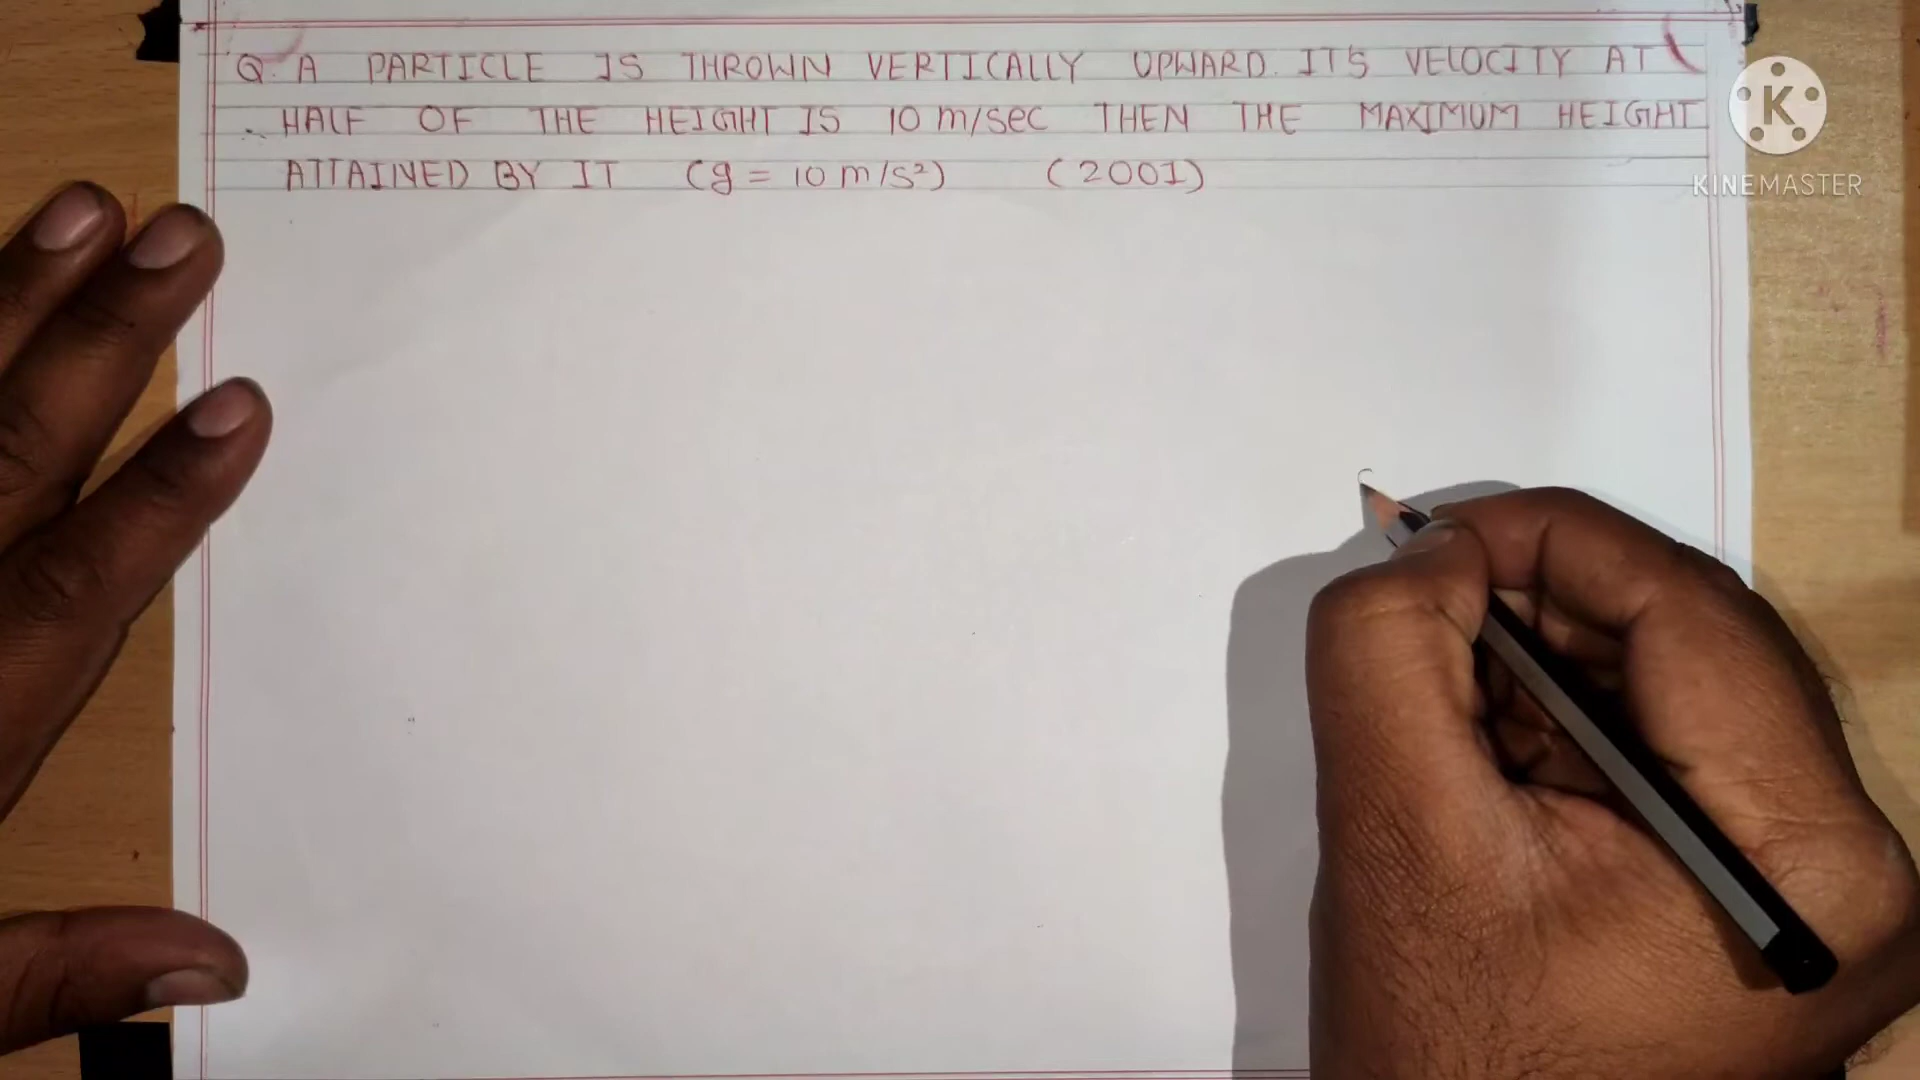 Q. A PARTICLE IS THROWN VERTICALLY UPWARD. IT'S VELOCITY AT
HALF OF THE HEIGHT IS 10 m/sec THEN THE MAXIMUM HEIGHT
ATTAINED BY IT (g = 10 m/s²) (2001)
K
KINEMASTER